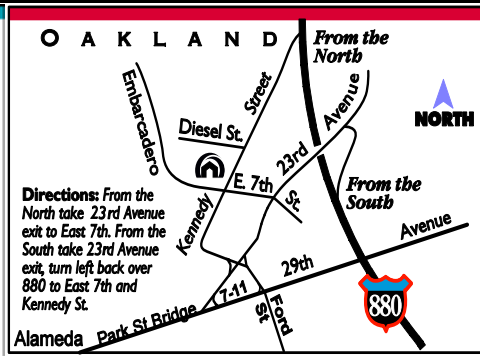 OAKLAND
From the
North
Embarcadero
Street
Avenue
Diesel St.
NORTH
23rd
E. 7th
St.
From the
South
Directions: From the
North take 23rd Avenue
exit to East 7th. From the
South take 23rd Avenue
exit, turn left back over
880 to East 7th and
Kennedy St.
Kennedy
Avenue
29th
7-11
880
Ford
St
Alameda
Park St Bridge